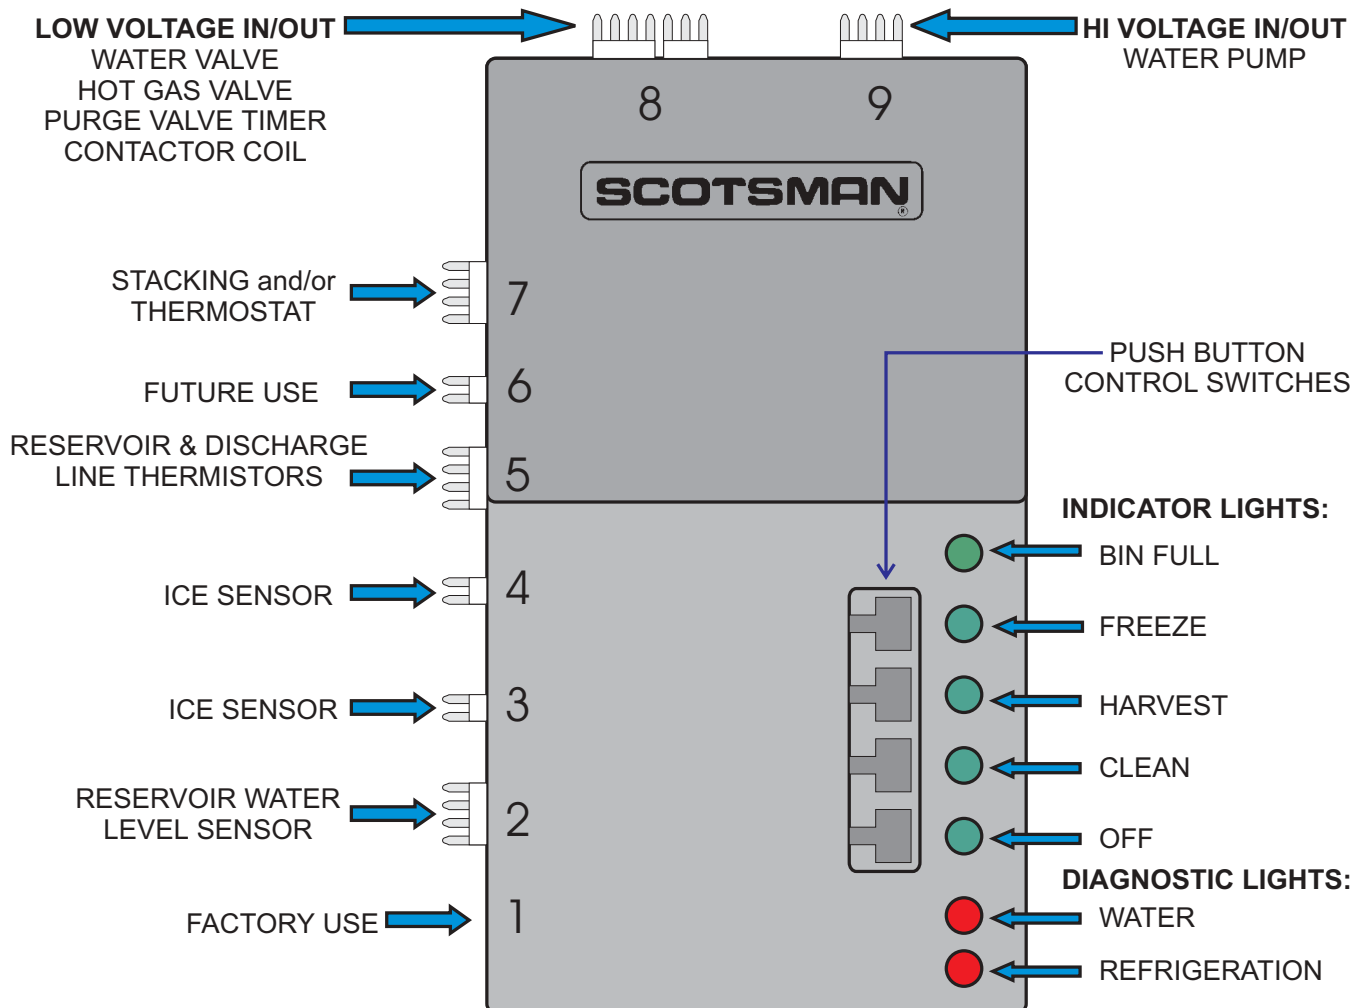 LOW VOLTAGE IN/OUT
WATER VALVE
HOT GAS VALVE
PURGE VALVE TIMER
CONTACTOR COIL
HI VOLTAGE IN/OUT
WATER PUMP
8
9
SCOTSMAN®
STACKING and/or
THERMOSTAT
7
PUSH BUTTON
CONTROL SWITCHES
FUTURE USE
6
RESERVOIR & DISCHARGE
LINE THERMISTORS
5
INDICATOR LIGHTS:
BIN FULL
ICE SENSOR
4
FREEZE
ICE SENSOR
3
HARVEST
CLEAN
RESERVOIR WATER
LEVEL SENSOR
2
OFF
DIAGNOSTIC LIGHTS:
FACTORY USE
1
WATER
REFRIGERATION